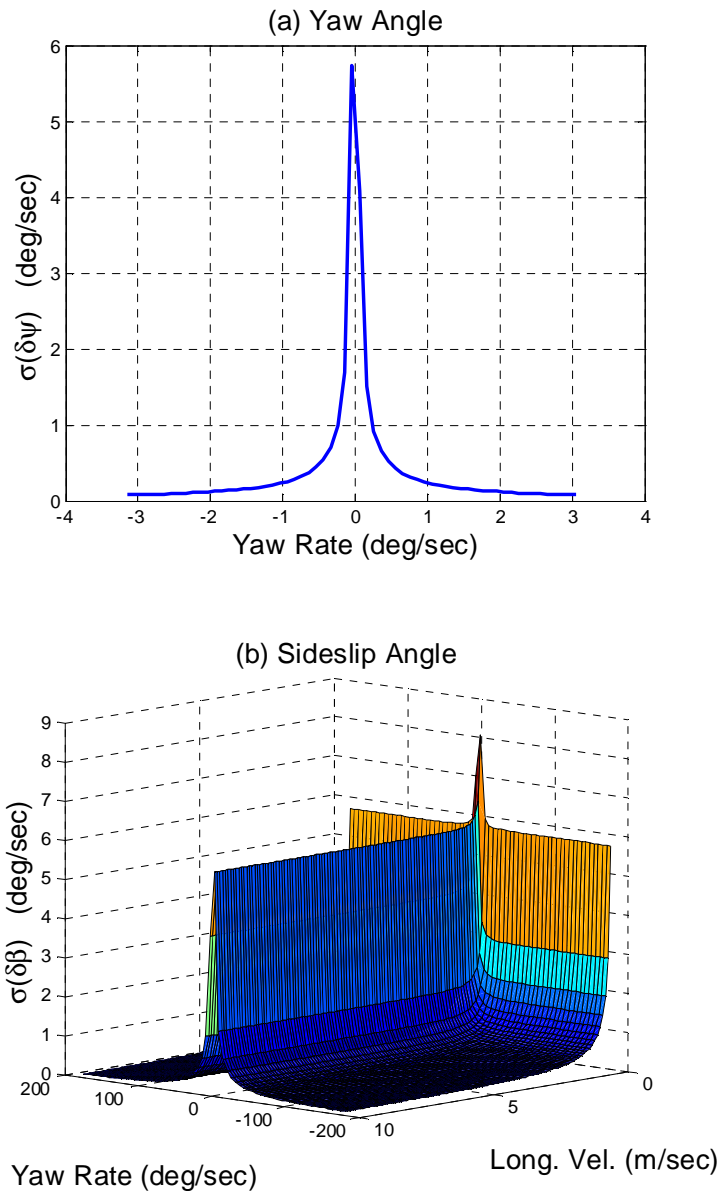 (a) Yaw Angle
6
5
4
3
2
1
0
σ(δψ) (deg/sec)
-4 -3 -2 -1 0 1 2 3 4
Yaw Rate (deg/sec)
(b) Sideslip Angle
9
8
7
6
5
4
3
2
1
0
σ(δβ) (deg/sec)
200 100 0 -100 -200
10 5 0
Yaw Rate (deg/sec)
Long. Vel. (m/sec)